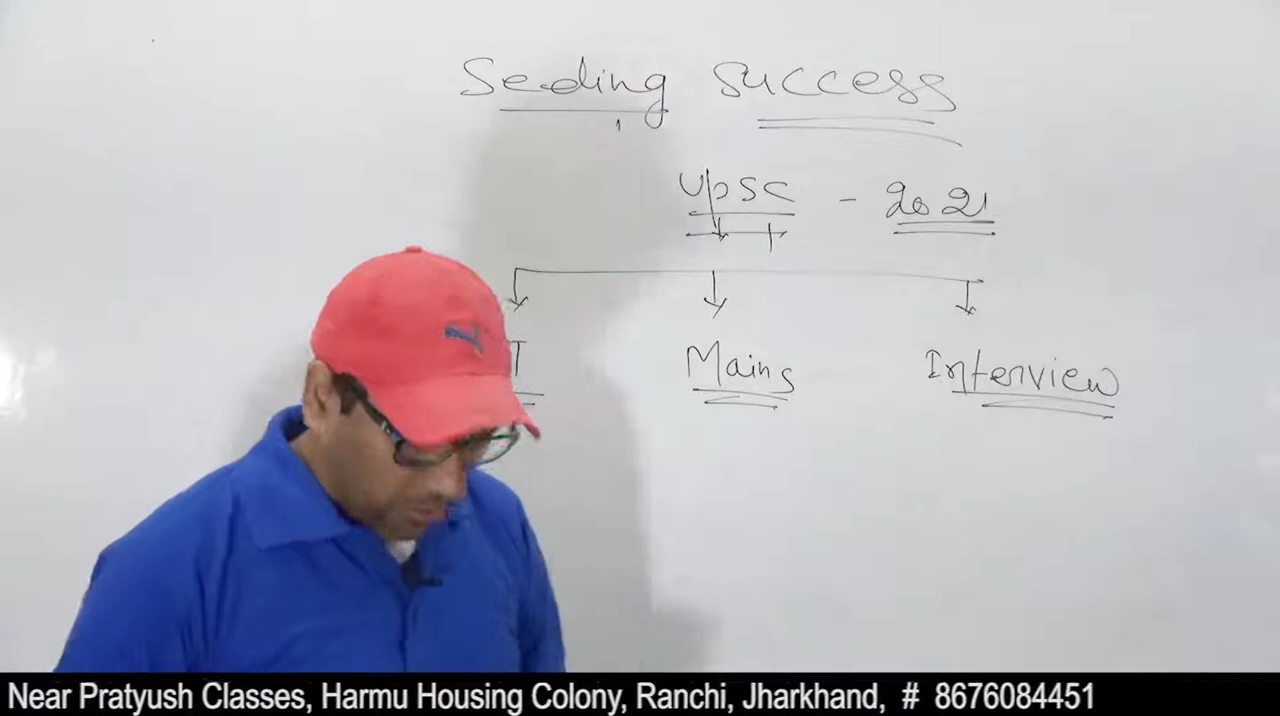 Seeding success
UPSC - 2021
T Mains Interview
Near Pratyush Classes, Harmu Housing Colony, Ranchi, Jharkhand, # 8676084451